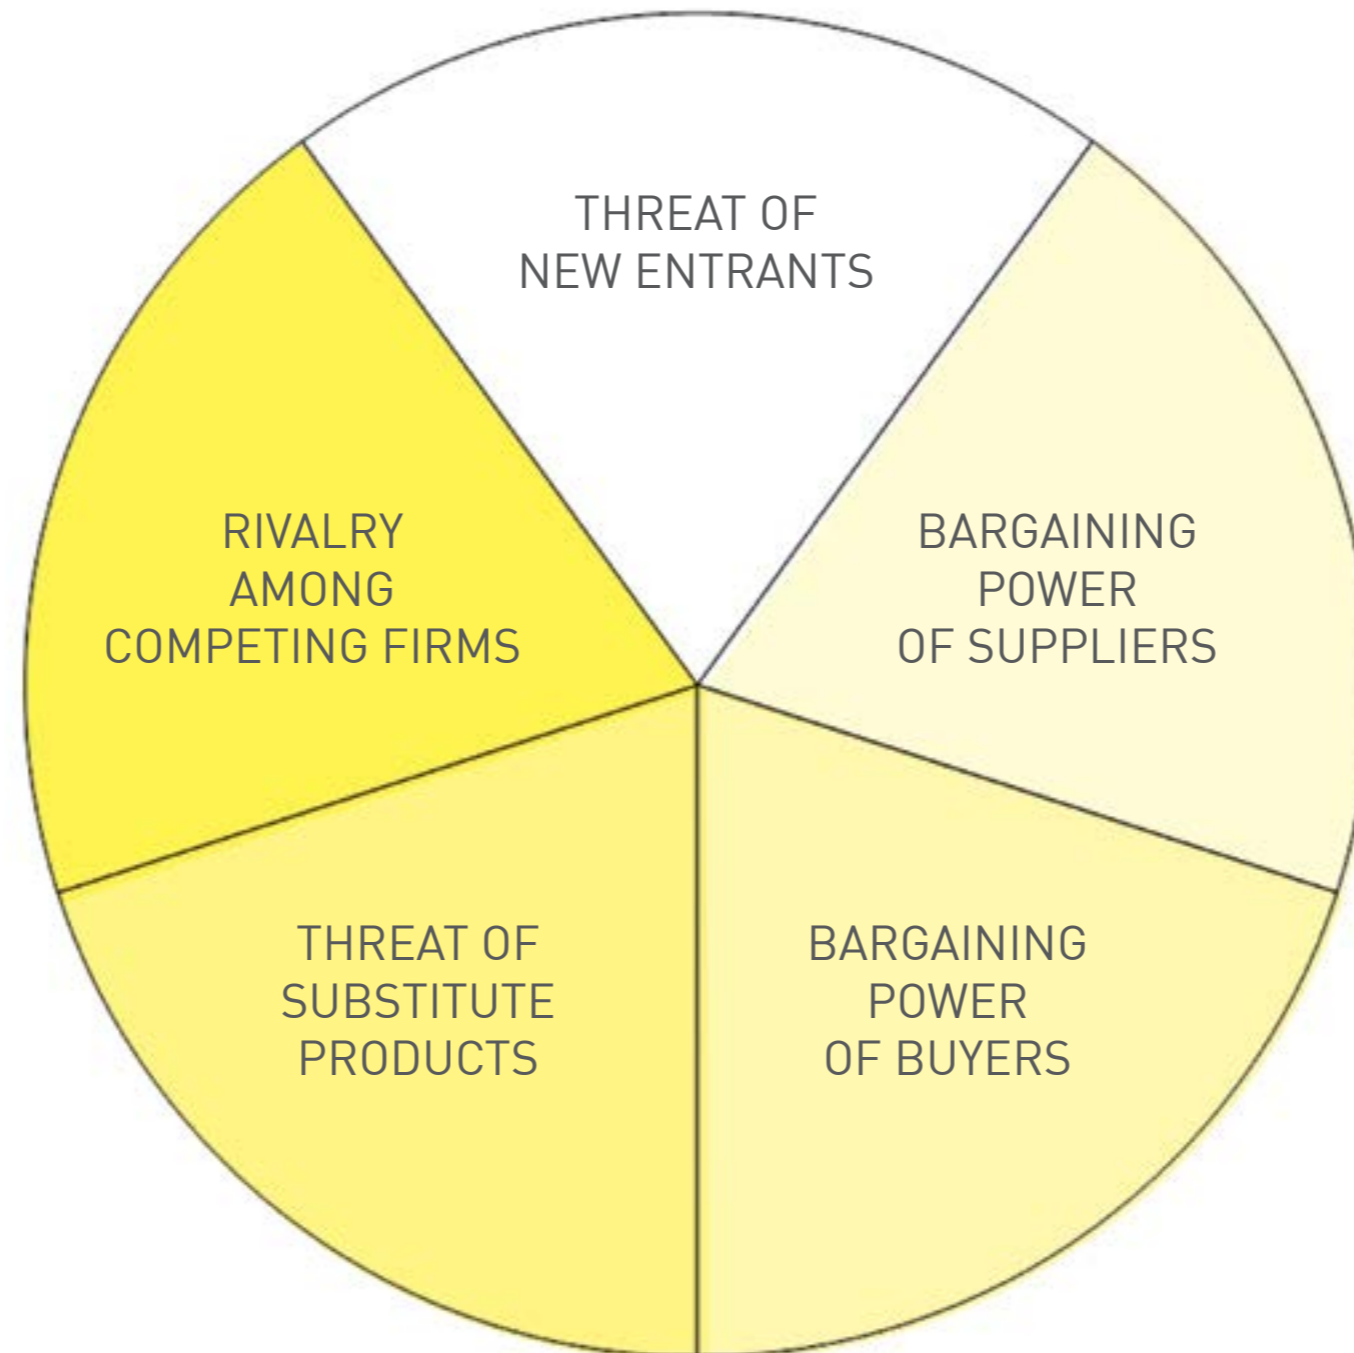 THREAT OF
NEW ENTRANTS
BARGAINING
POWER
OF SUPPLIERS
BARGAINING
POWER
OF BUYERS
THREAT OF
SUBSTITUTE
PRODUCTS
RIVALRY
AMONG
COMPETING FIRMS